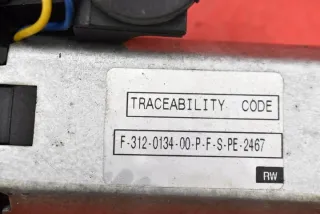 TRACEABILITY CODE
F-312-0134-00-P-F-S-PE-2467
RW